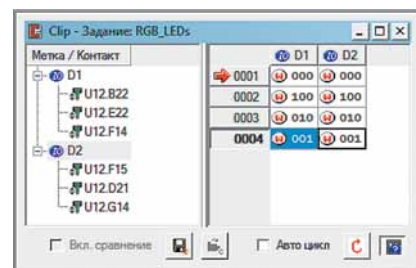 Clip - Задание: RGB_LEDs
Метка / Контакт
D1
U12.B22
U12.E22
U12.F14
D2
U12.F15
U12.D21
U12.G14
D1 D2
0001 000 000
0002 100 100
0003 010 010
0004 001 001
Вкл. сравнение
Авто цикл